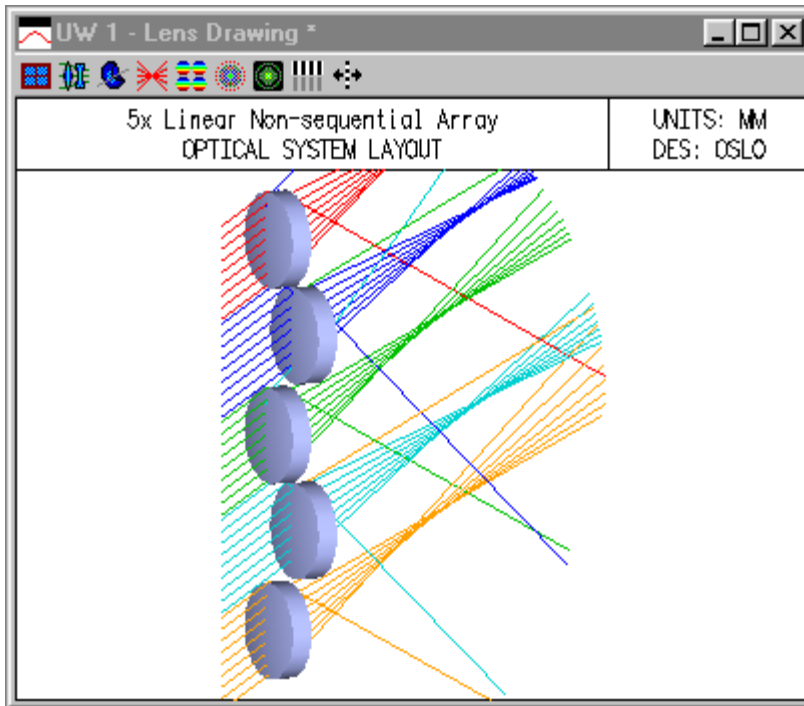 UW 1 - Lens Drawing *
5x Linear Non-sequential Array
OPTICAL SYSTEM LAYOUT
UNITS: MM
DES: OSLO